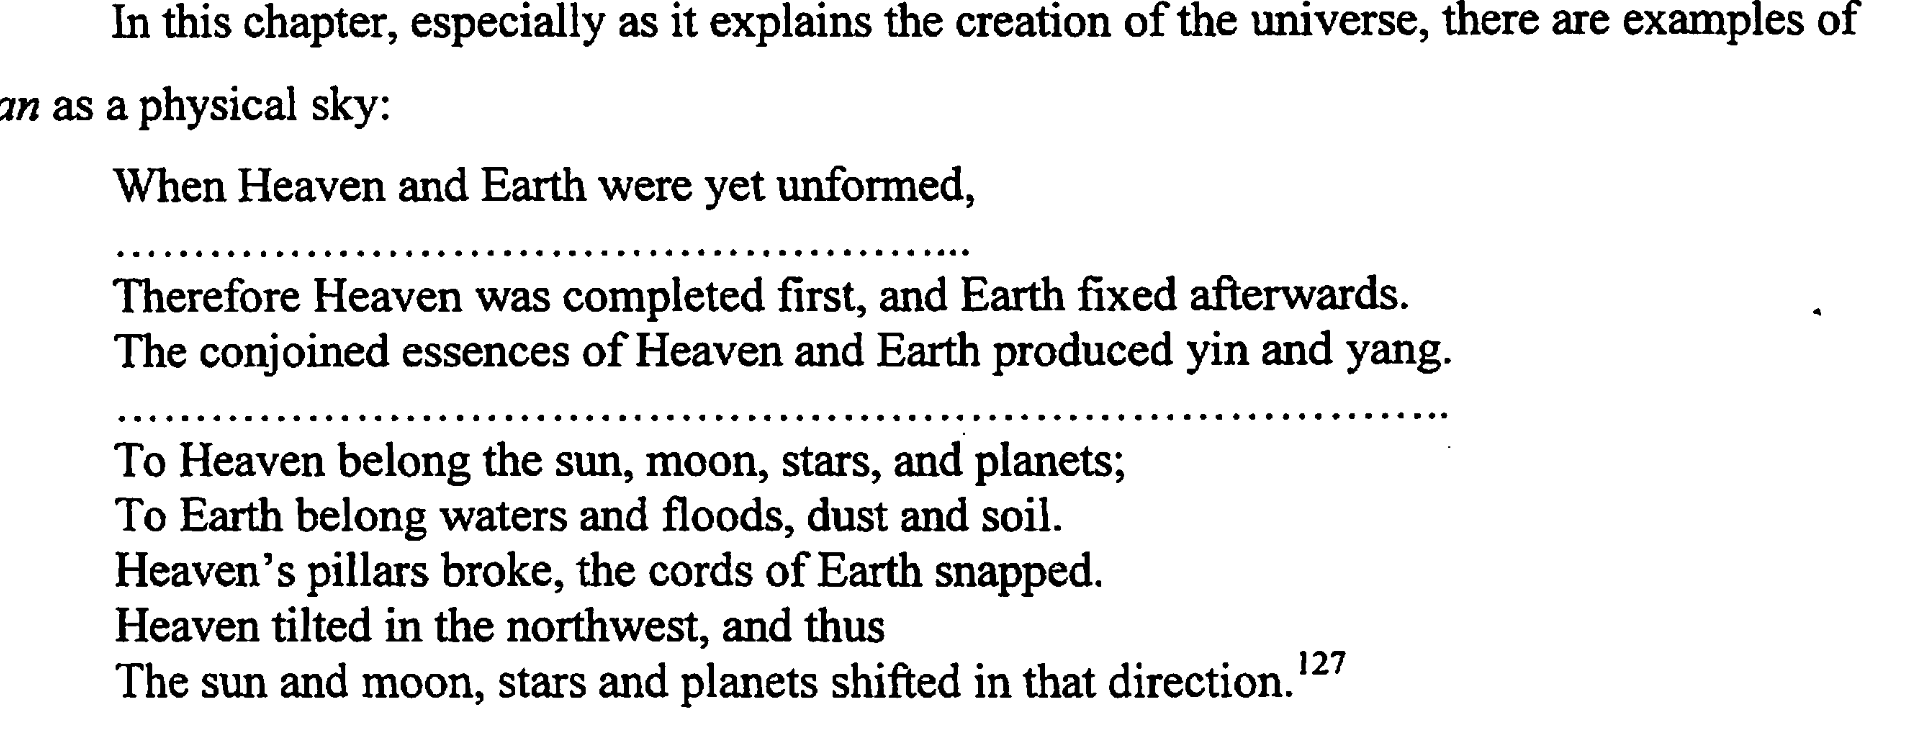 In this chapter, especially as it explains the creation of the universe, there are examples of
an as a physical sky:
When Heaven and Earth were yet unformed,
......................................................
Therefore Heaven was completed first, and Earth fixed afterwards.
The conjoined essences of Heaven and Earth produced yin and yang.
....................................................................................
To Heaven belong the sun, moon, stars, and planets;
To Earth belong waters and floods, dust and soil.
Heaven's pillars broke, the cords of Earth snapped.
Heaven tilted in the northwest, and thus
The sun and moon, stars and planets shifted in that direction.127